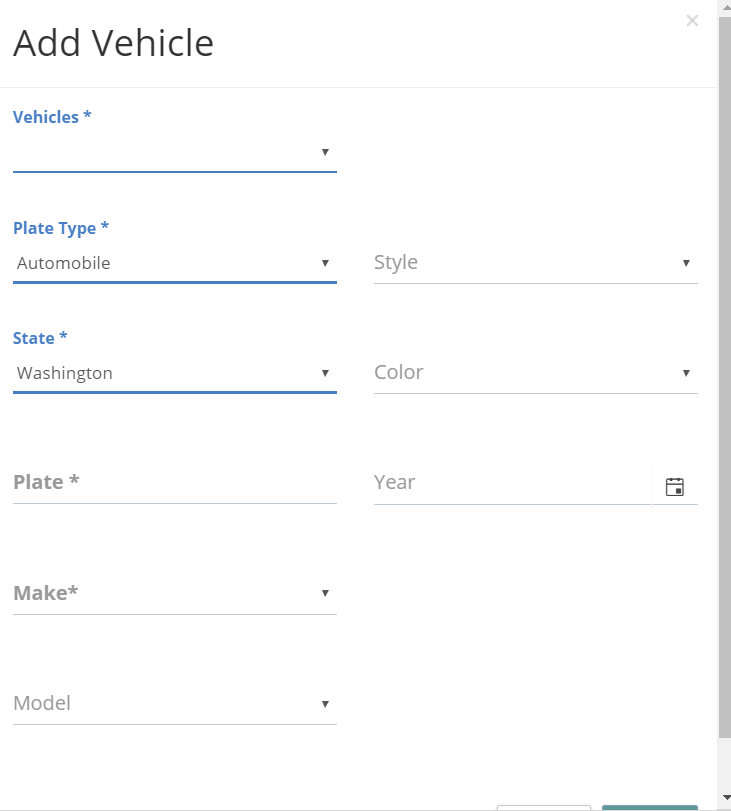 Add Vehicle
Vehicles *
Plate Type *
Automobile
Style
State *
Washington
Color
Plate *
Year
Make*
Model